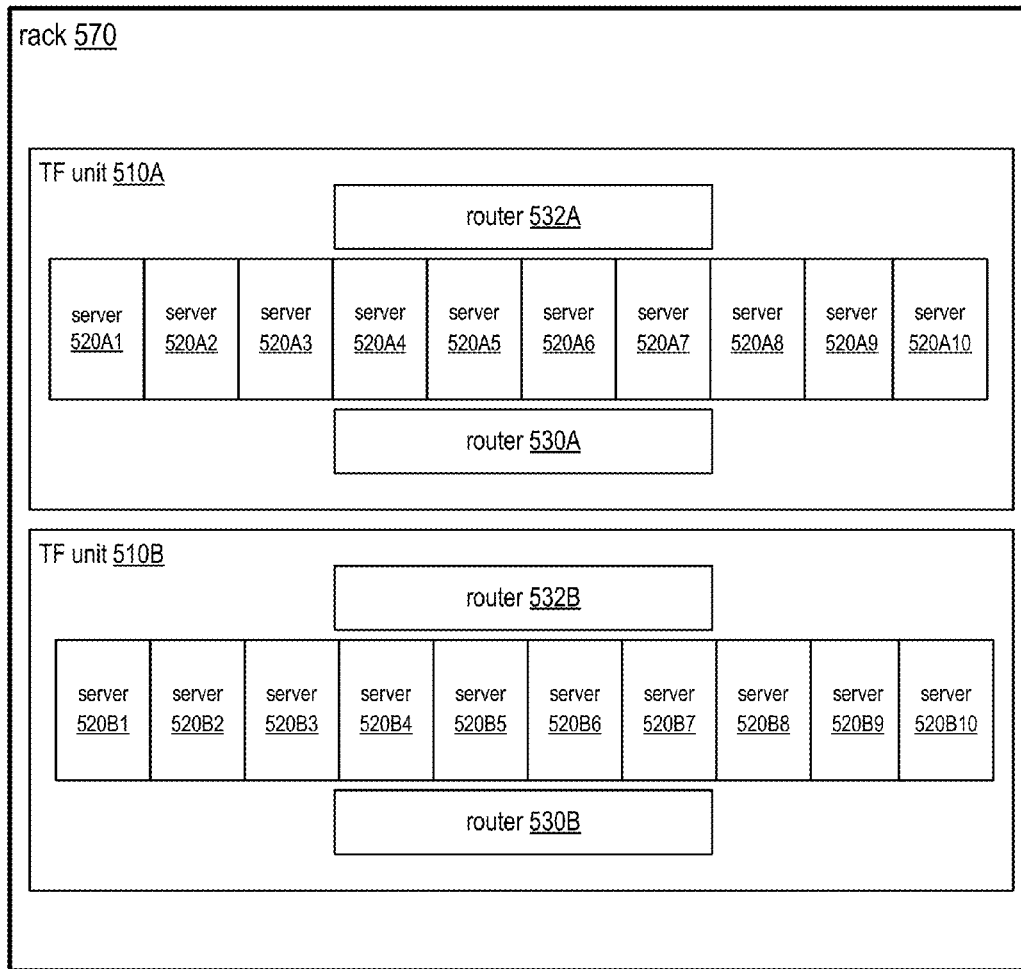 rack 570
TF unit 510A
router 532A
server server server server server server server server server server
520A1 520A2 520A3 520A4 520A5 520A6 520A7 520A8 520A9 520A10
router 530A
TF unit 510B
router 532B
server server server server server server server server server server
520B1 520B2 520B3 520B4 520B5 520B6 520B7 520B8 520B9 520B10
router 530B